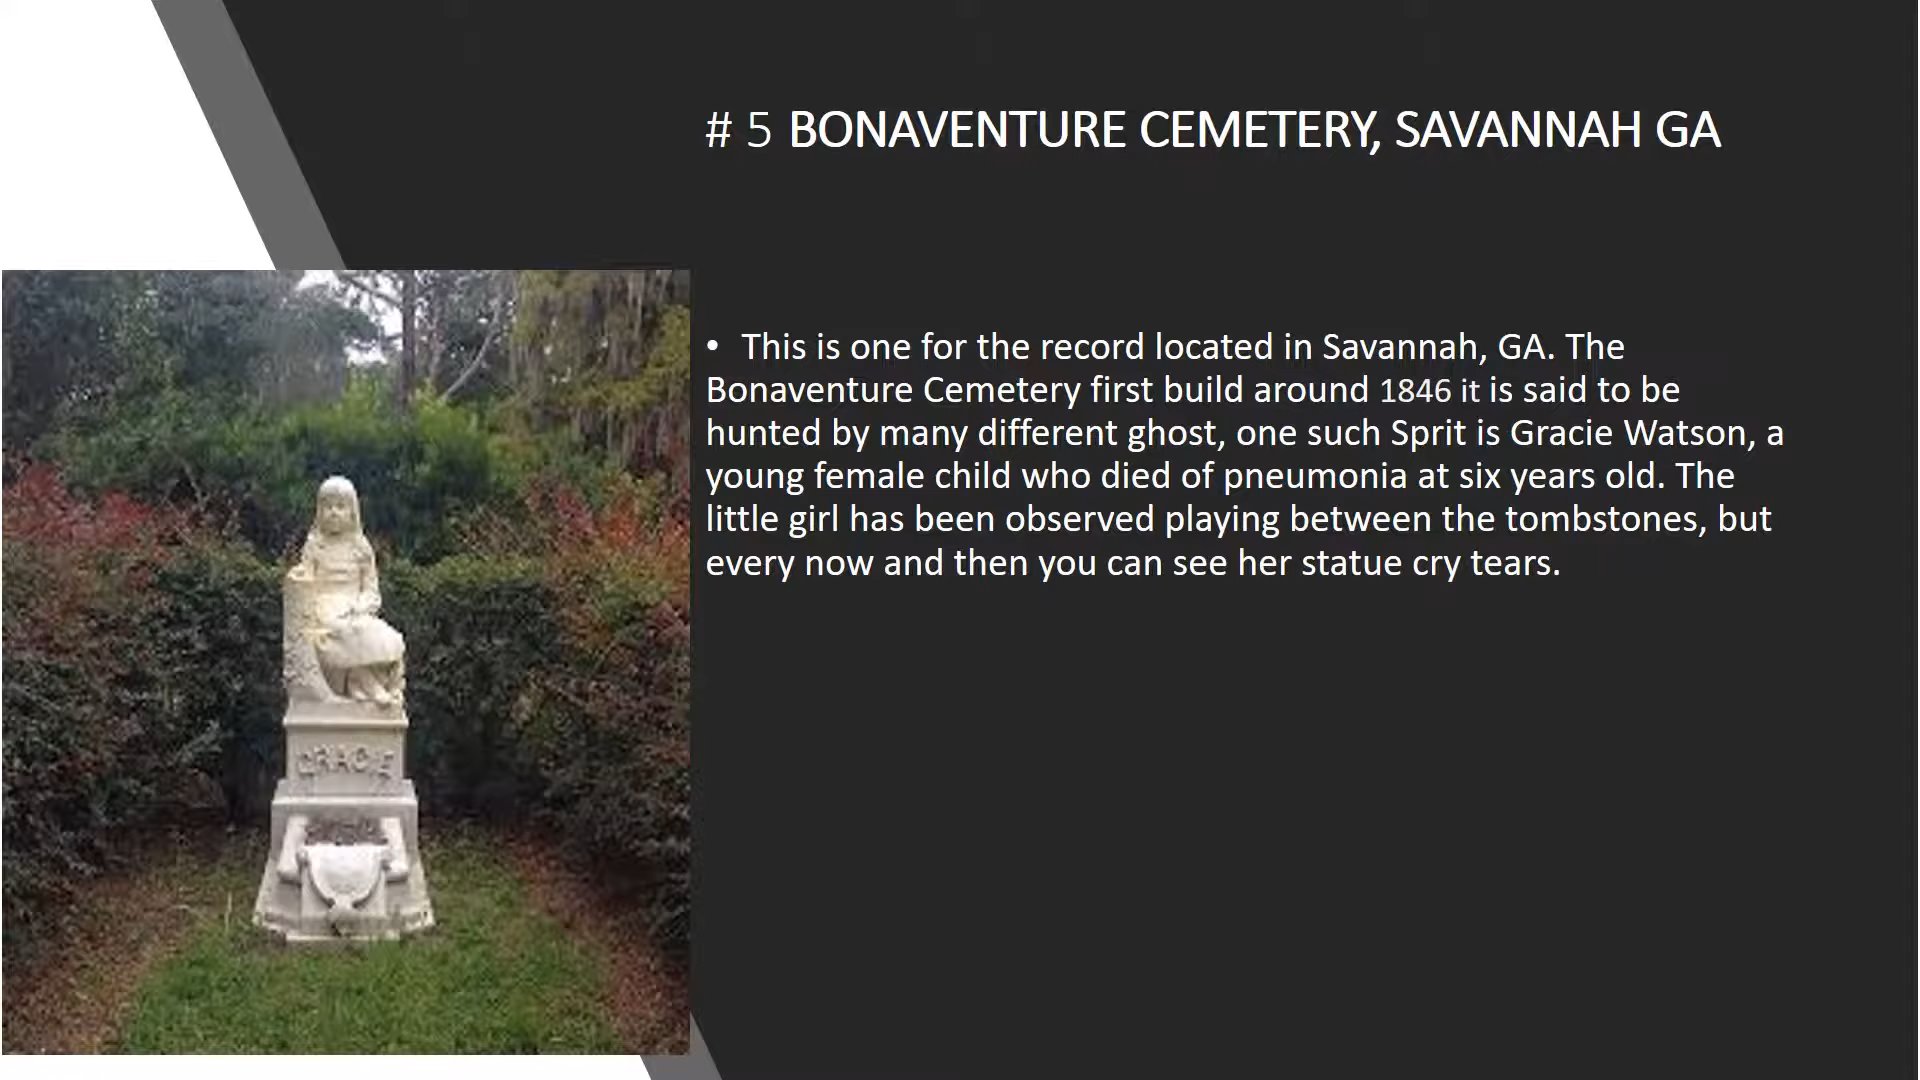 # 5 BONAVENTURE CEMETERY, SAVANNAH GA
• This is one for the record located in Savannah, GA. The
Bonaventure Cemetery first build around 1846 it is said to be
hunted by many different ghost, one such Sprit is Gracie Watson, a
young female child who died of pneumonia at six years old. The
little girl has been observed playing between the tombstones, but
every now and then you can see her statue cry tears.
GRACIE